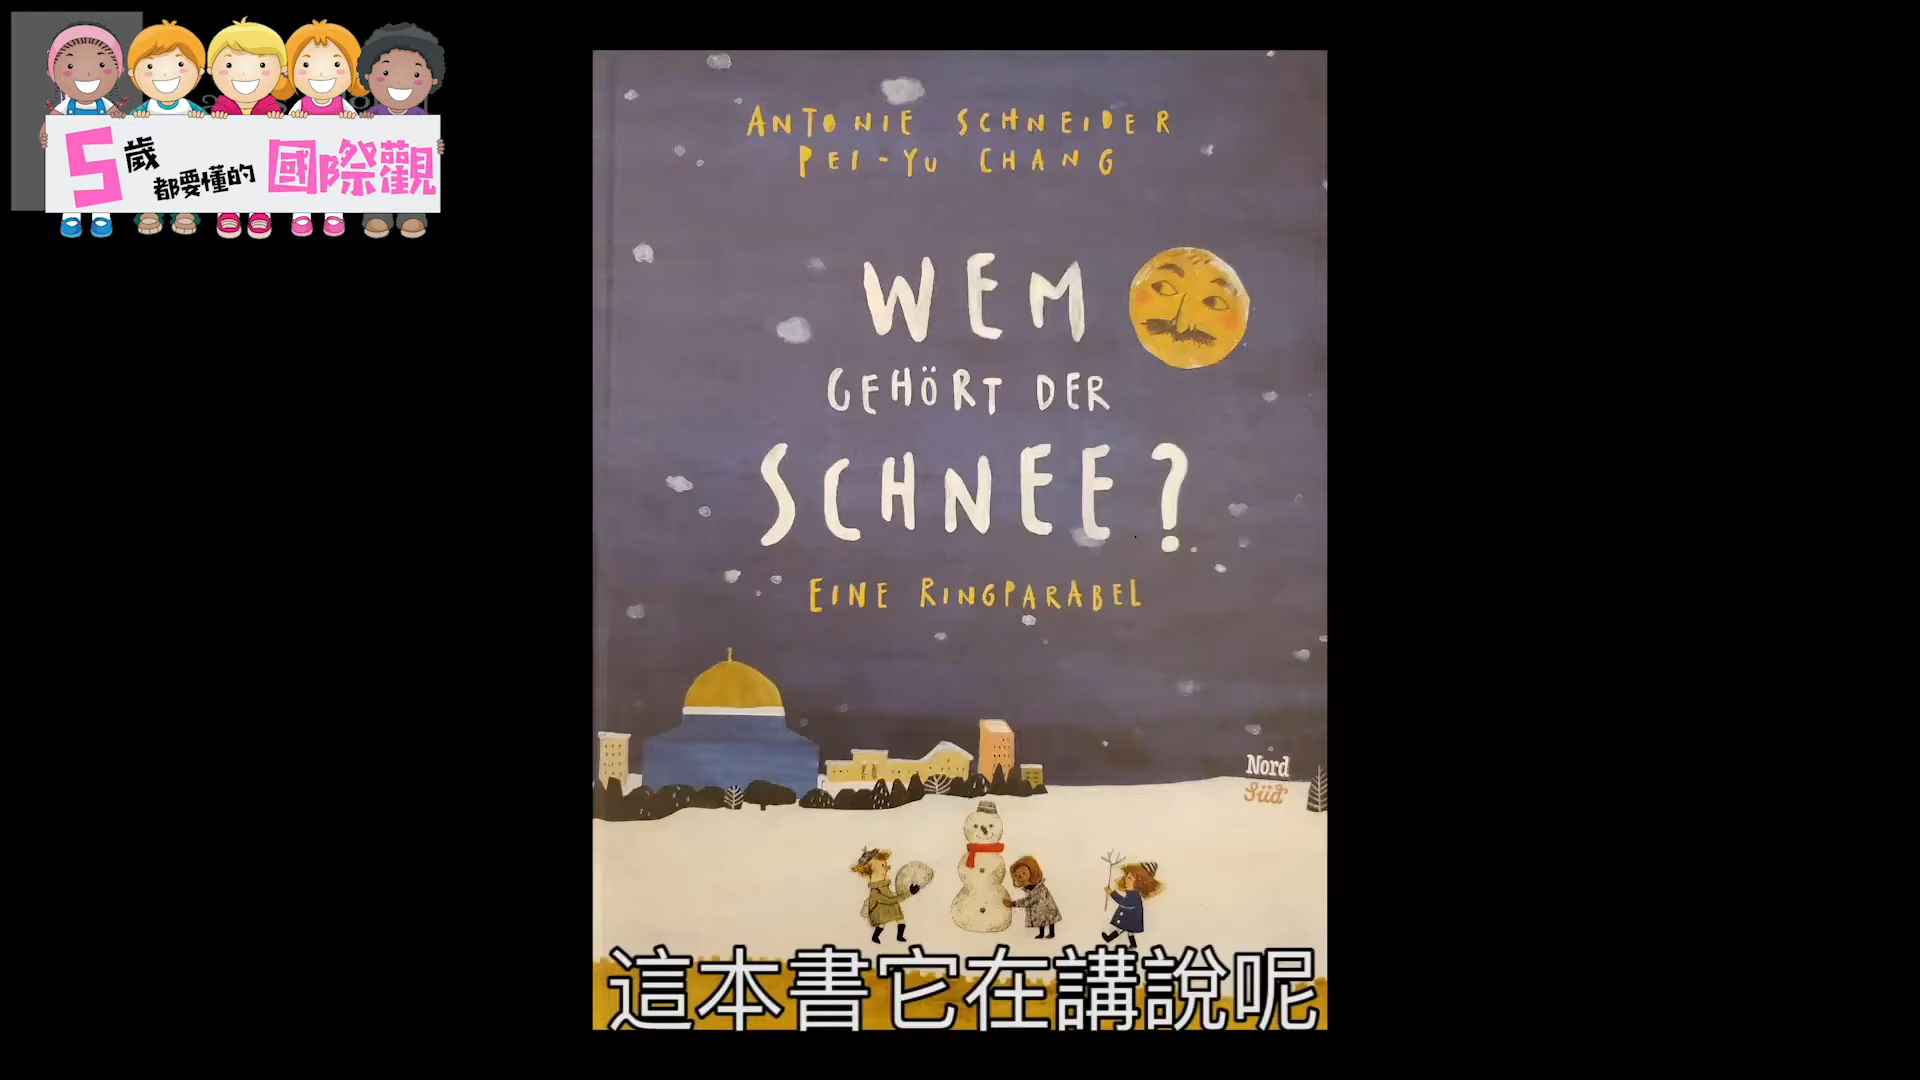 5歲
都要懂的
國際觀
ANTONIE SCHNEIDER
PEI-YU CHANG
WEM
GEHÖRT DER
SCHNEE?
EINE RINGPARABEL
Nord
Süd
這本書它在講說呢